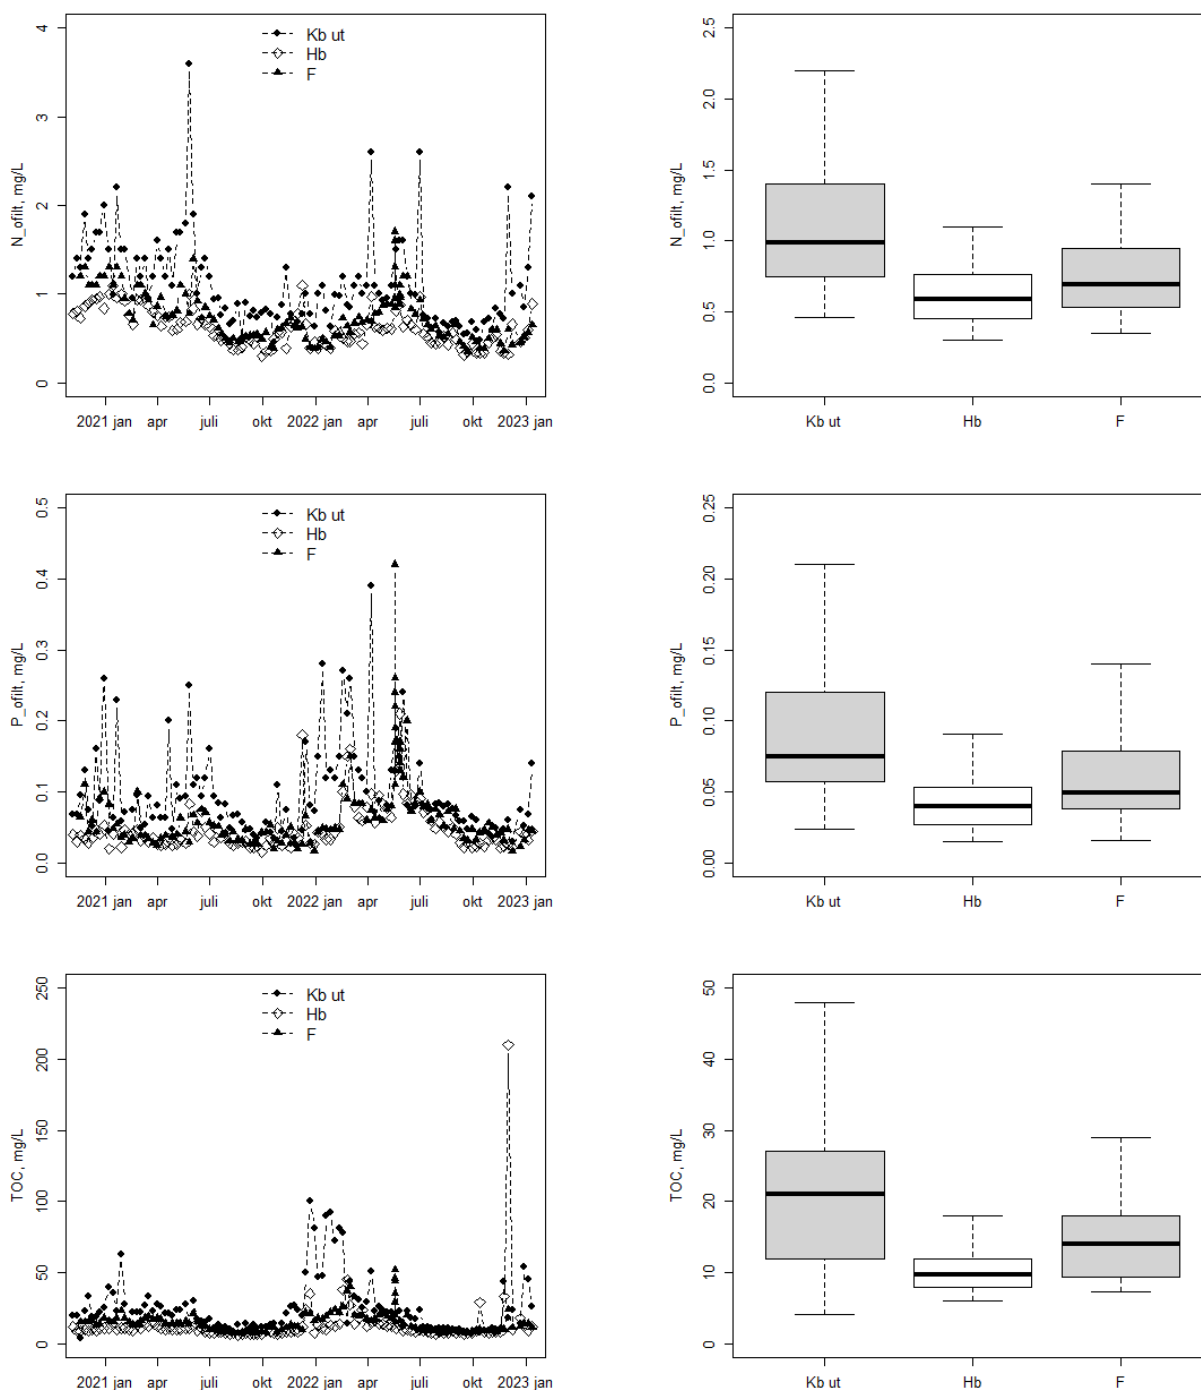 N_ofilt, mg/L
4
3
2
1
0
Kb ut
Hb
F
2021 jan apr juli okt 2022 jan apr juli okt 2023 jan
N_ofilt, mg/L
2.5
2.0
1.5
1.0
0.5
0.0
Kb ut Hb F
P_ofilt, mg/L
0.5
0.4
0.3
0.2
0.1
0.0
Kb ut
Hb
F
2021 jan apr juli okt 2022 jan apr juli okt 2023 jan
P_ofilt, mg/L
0.25
0.20
0.15
0.10
0.05
0.00
Kb ut Hb F
TOC, mg/L
250
200
150
100
50
0
Kb ut
Hb
F
2021 jan apr juli okt 2022 jan apr juli okt 2023 jan
TOC, mg/L
50
40
30
20
10
0
Kb ut Hb F